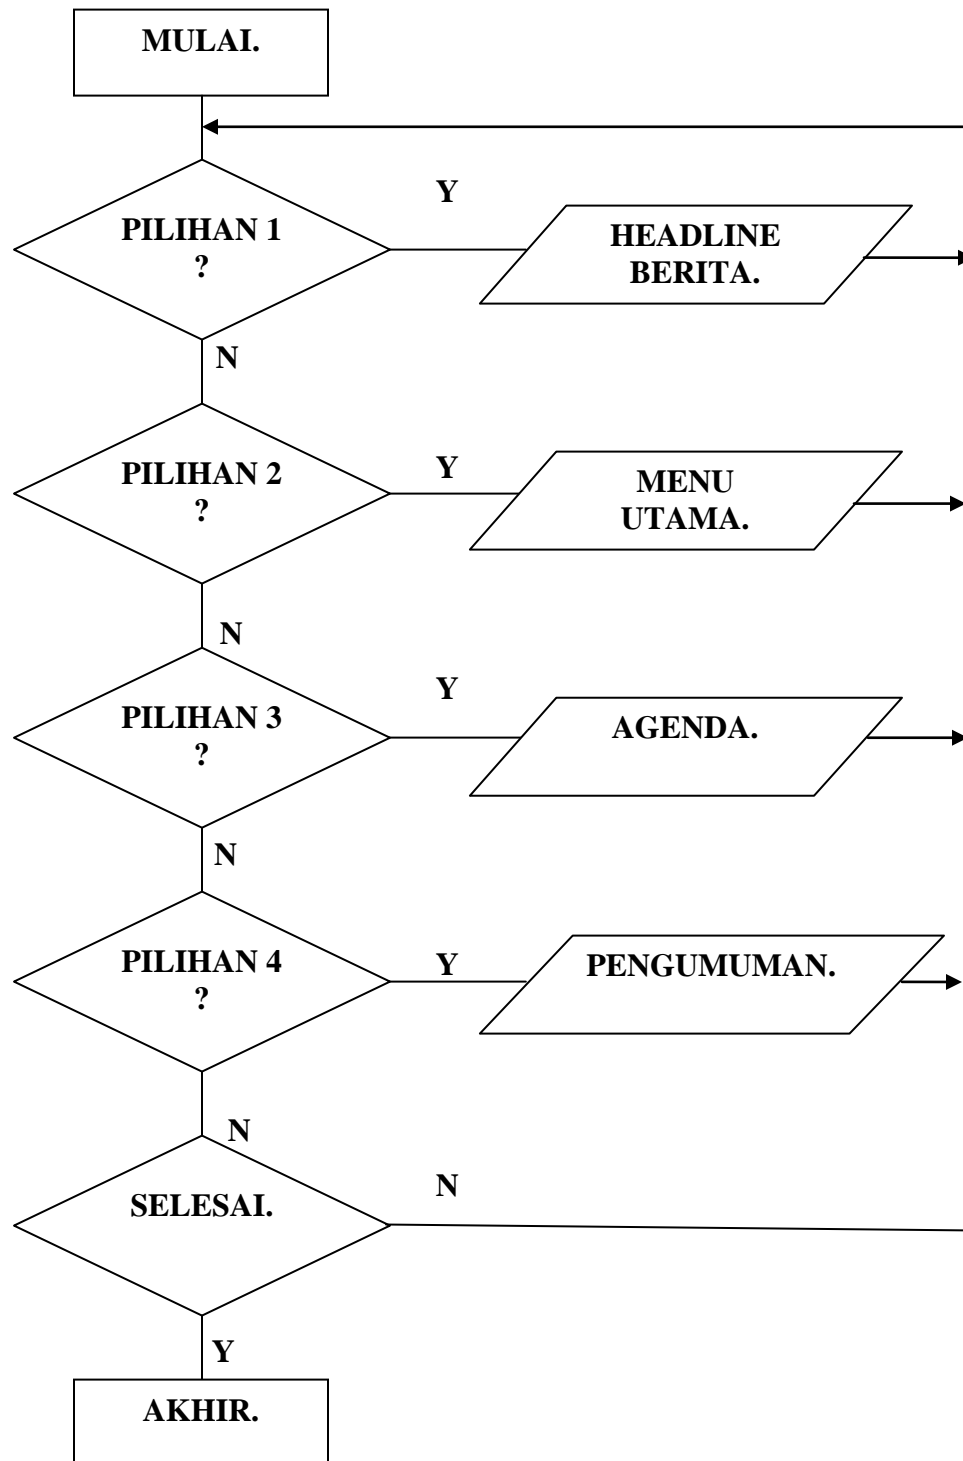 MULAI.
Y
PILIHAN 1
?
HEADLINE
BERITA.
N
PILIHAN 2
?
Y
MENU
UTAMA.
N
PILIHAN 3
?
Y
AGENDA.
N
PILIHAN 4
?
Y
PENGUMUMAN.
N
SELESAI.
N
Y
AKHIR.